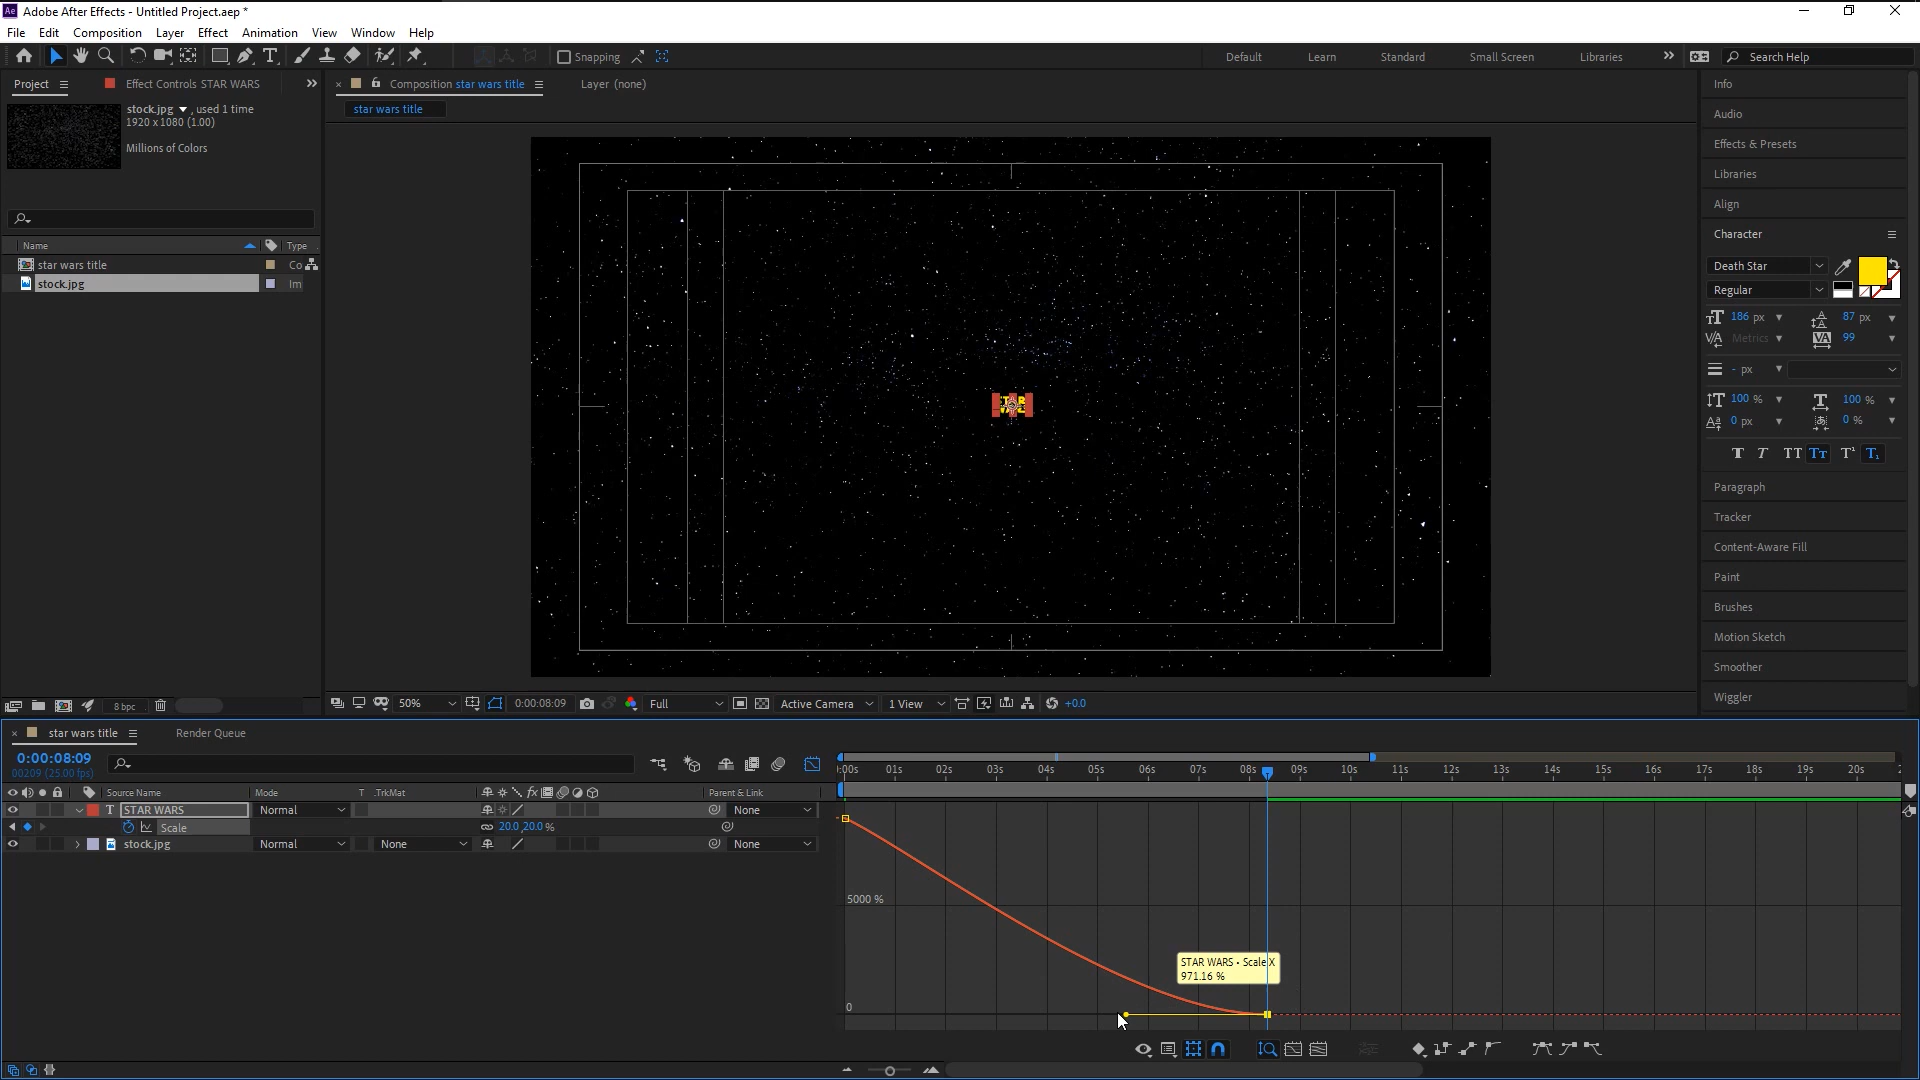 Ae Adobe After Effects - Untitled Project.aep *
File Edit Composition Layer Effect Animation View Window Help
Snapping
Default Learn Standard Small Screen Libraries » Search Help
Project Effect Controls STAR WARS »
Composition star wars title
Layer (none)
star wars title
stock.jpg , used 1 time
1920 x 1080 (1.00)
Millions of Colors
Name Type
star wars title Co
stock.jpg Im
8 bpc
50% 0:00:08:09 Full Active Camera 1 View +0.0
Info
Audio
Effects & Presets
Libraries
Align
Character
Death Star
Regular
186 px 87 px
Metrics 99
- px
100 % 100 %
0 px 0 %
T T TT TT T¹ T₁
Paragraph
Tracker
Content-Aware Fill
Paint
Brushes
Motion Sketch
Smoother
Wiggler
star wars title Render Queue
0:00:08:09
00209 (25.00 fps)
:00s 01s 02s 03s 04s 05s 06s 07s 08s 09s 10s 11s 12s 13s 14s 15s 16s 17s 18s 19s 20s
Source Name Mode T .TrkMat Parent & Link
T STAR WARS Normal None
Scale 20.0,20.0 %
stock.jpg Normal None None
5000 %
0
STAR WARS • Scale X
971.16 %